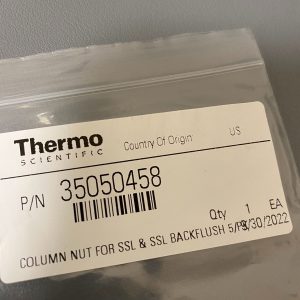 Thermo
SCIENTIFIC
Country Of Origin
US
P/N 35050458
Qty 1 EA
COLUMN NUT FOR SSL & SSL BACKFLUSH 9/30/2022